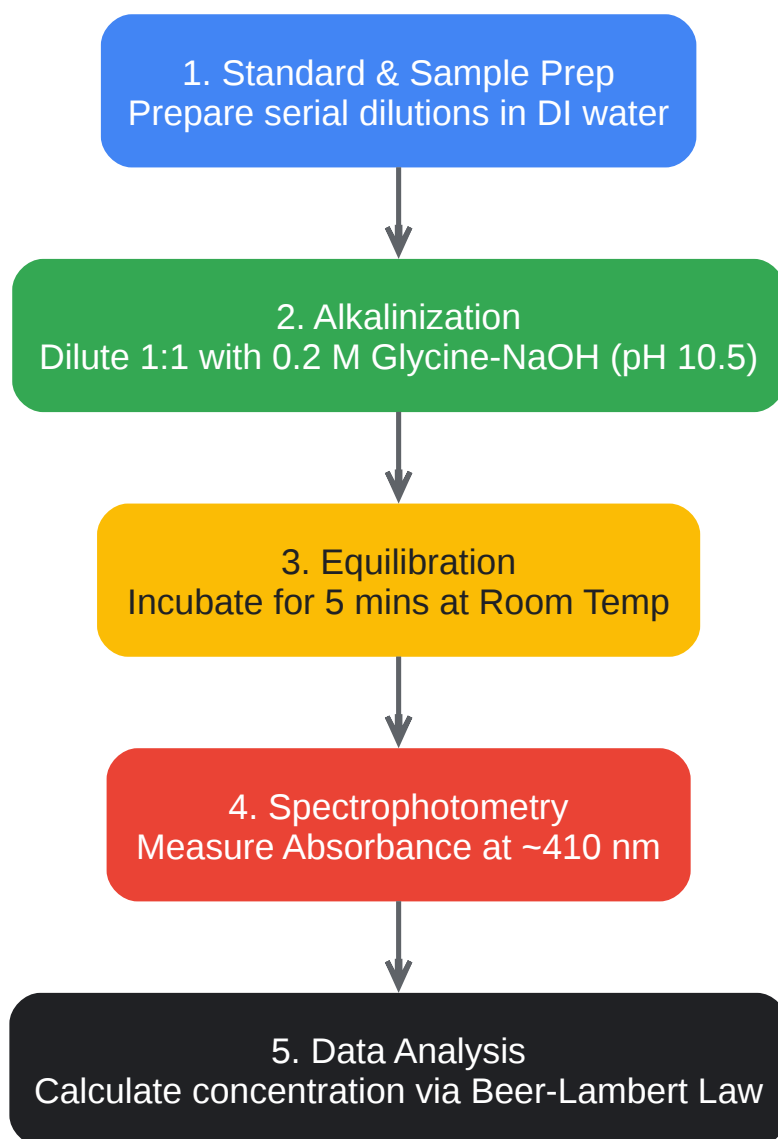 1. Standard & Sample Prep
Prepare serial dilutions in DI water
2. Alkalinization
Dilute 1:1 with 0.2 M Glycine-NaOH (pH 10.5)
3. Equilibration
Incubate for 5 mins at Room Temp
4. Spectrophotometry
Measure Absorbance at ~410 nm
5. Data Analysis
Calculate concentration via Beer-Lambert Law